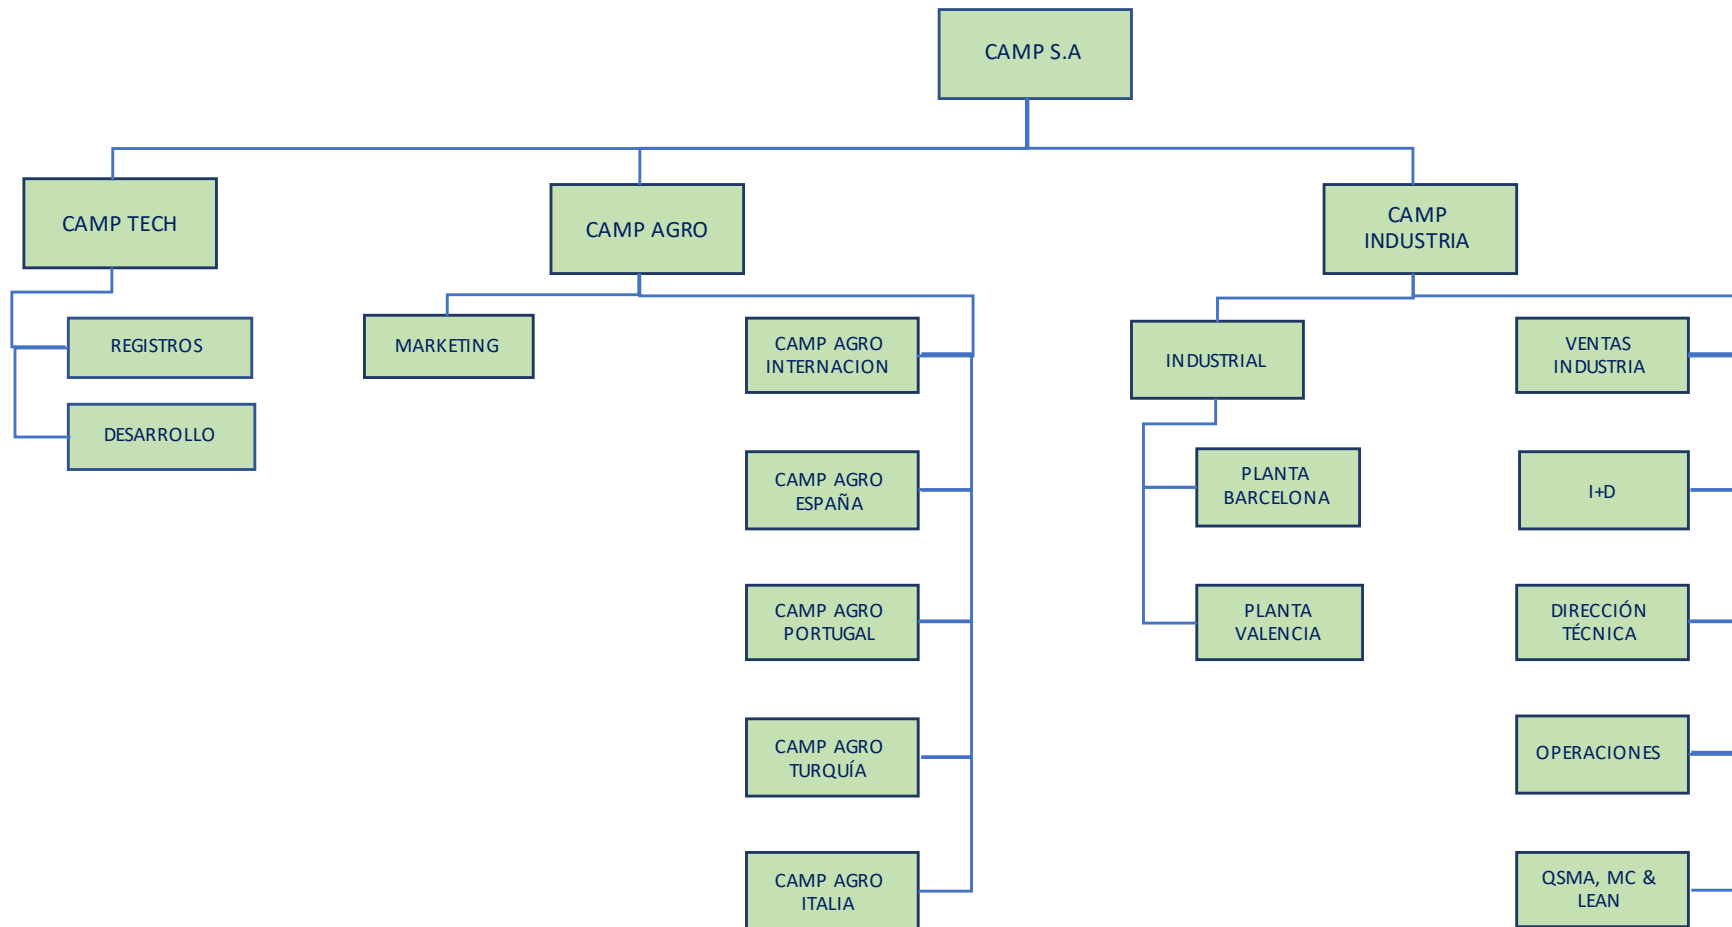 CAMP S.A
CAMP TECH
CAMP AGRO
CAMP
INDUSTRIA
REGISTROS
DESARROLLO
MARKETING
CAMP AGRO
INTERNACION
CAMP AGRO
ESPAÑA
CAMP AGRO
PORTUGAL
CAMP AGRO
TURQUÍA
CAMP AGRO
ITALIA
INDUSTRIAL
PLANTA
BARCELONA
PLANTA
VALENCIA
VENTAS
INDUSTRIA
I+D
DIRECCIÓN
TÉCNICA
OPERACIONES
QSMA, MC &
LEAN